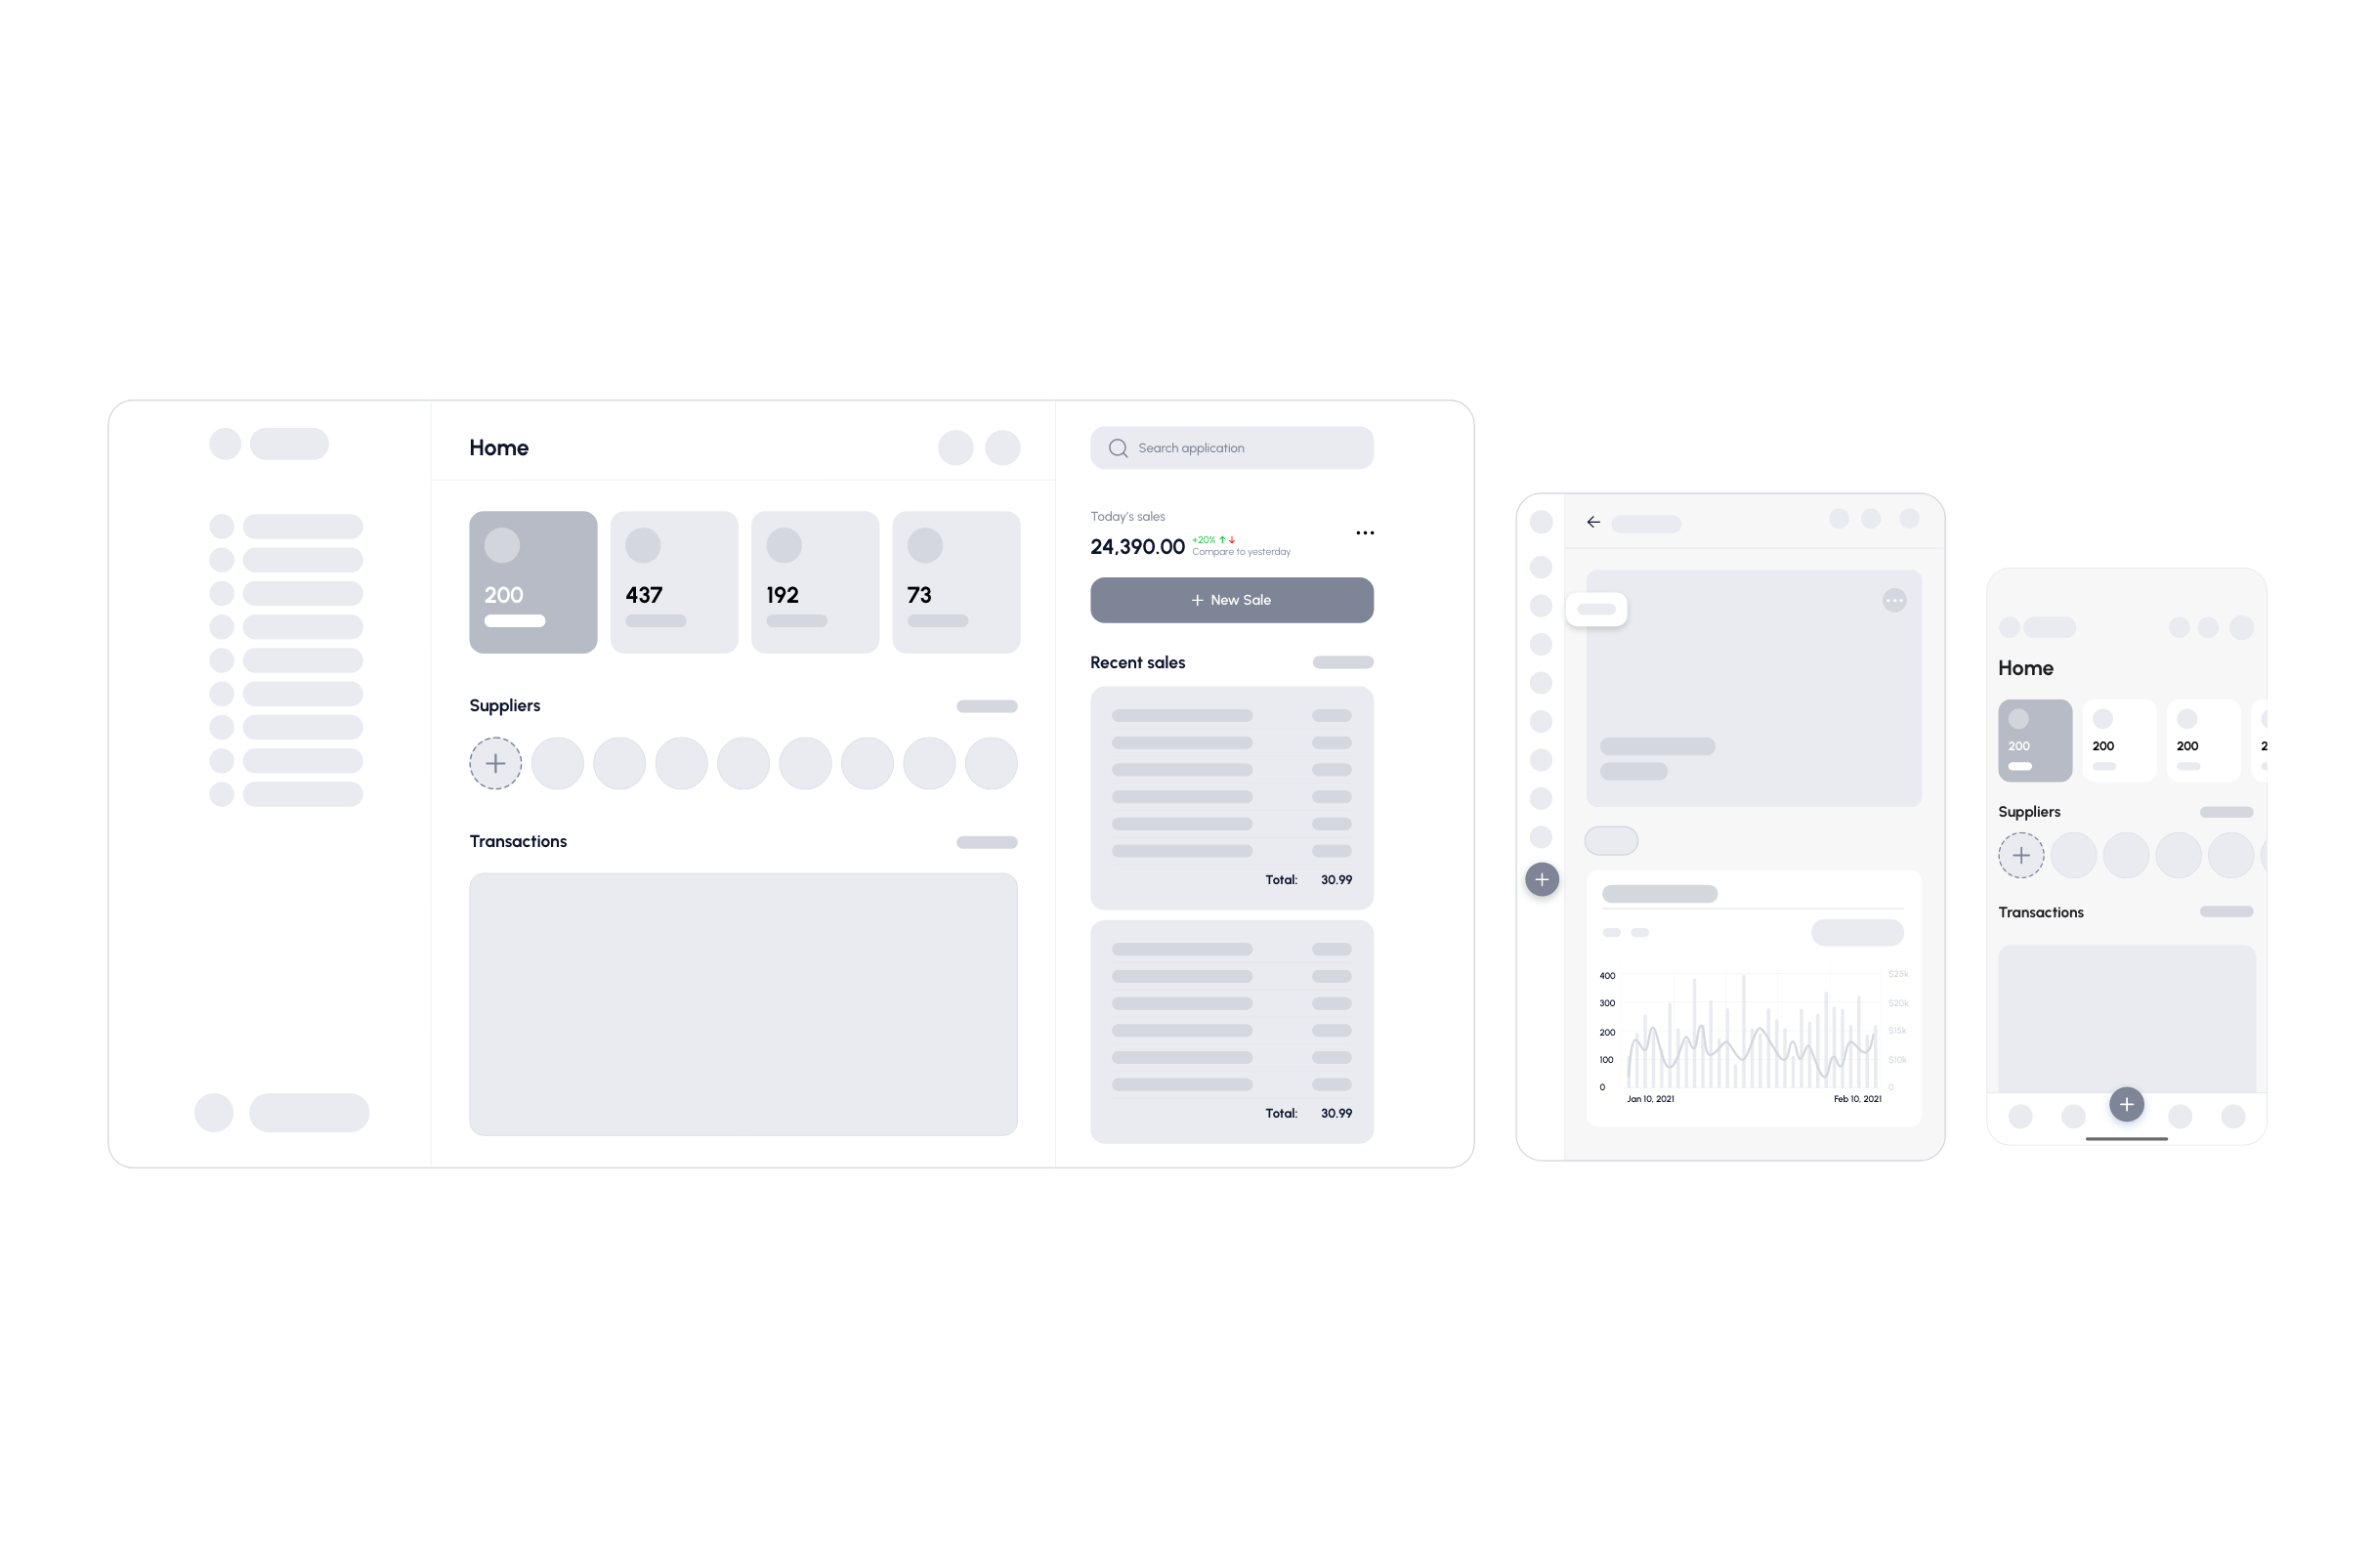 Home
200
437
192
73
Suppliers
Transactions
Search application
Today's sales
24,390.00
+20%
Compare to yesterday
New Sale
Recent sales
Total: 30.99
Total: 30.99
400
300
200
100
0
$25k
$20k
$15k
$10k
0
Jan 10, 2021
Feb 10, 2021
Home
200
200
200
2
Suppliers
Transactions